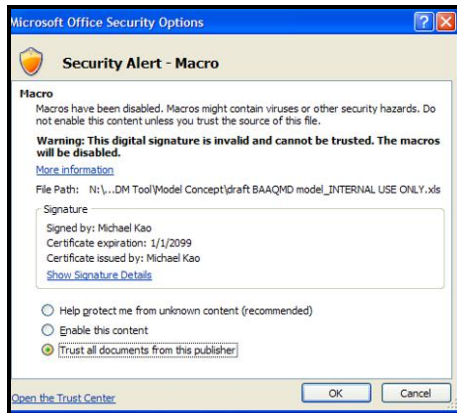 Microsoft Office Security Options
Security Alert - Macro
Macro
Macros have been disabled. Macros might contain viruses or other security hazards. Do
not enable this content unless you trust the source of this file.
Warning: This digital signature is invalid and cannot be trusted. The macros
will be disabled.
More information
File Path: N:\...DM Tool\Model Concept\draft BAAQMD model_INTERNAL USE ONLY.xls
Signature
Signed by: Michael Kao
Certificate expiration: 1/1/2099
Certificate issued by: Michael Kao
Show Signature Details
Help protect me from unknown content (recommended)
Enable this content
Trust all documents from this publisher
Open the Trust Center
OK
Cancel